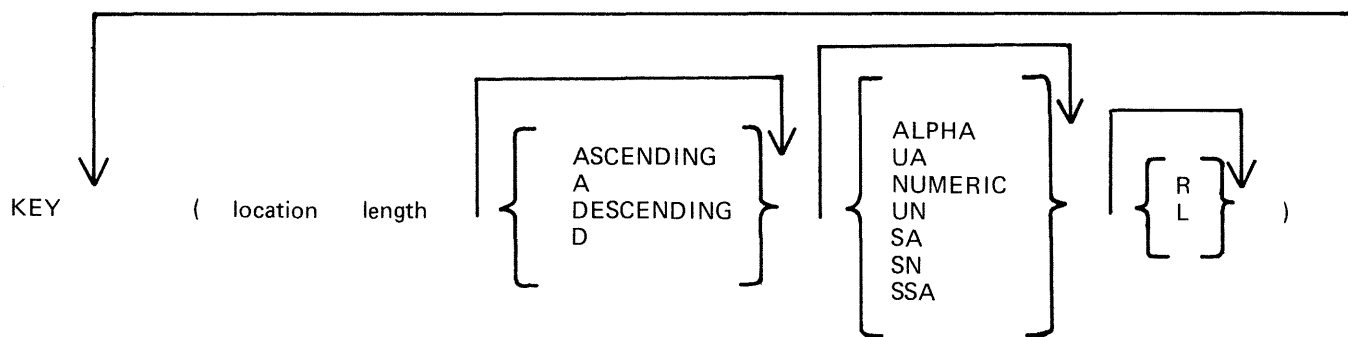 KEY ( location length
ASCENDING
A
DESCENDING
D
ALPHA
UA
NUMERIC
UN
SA
SN
SSA
R
L
)